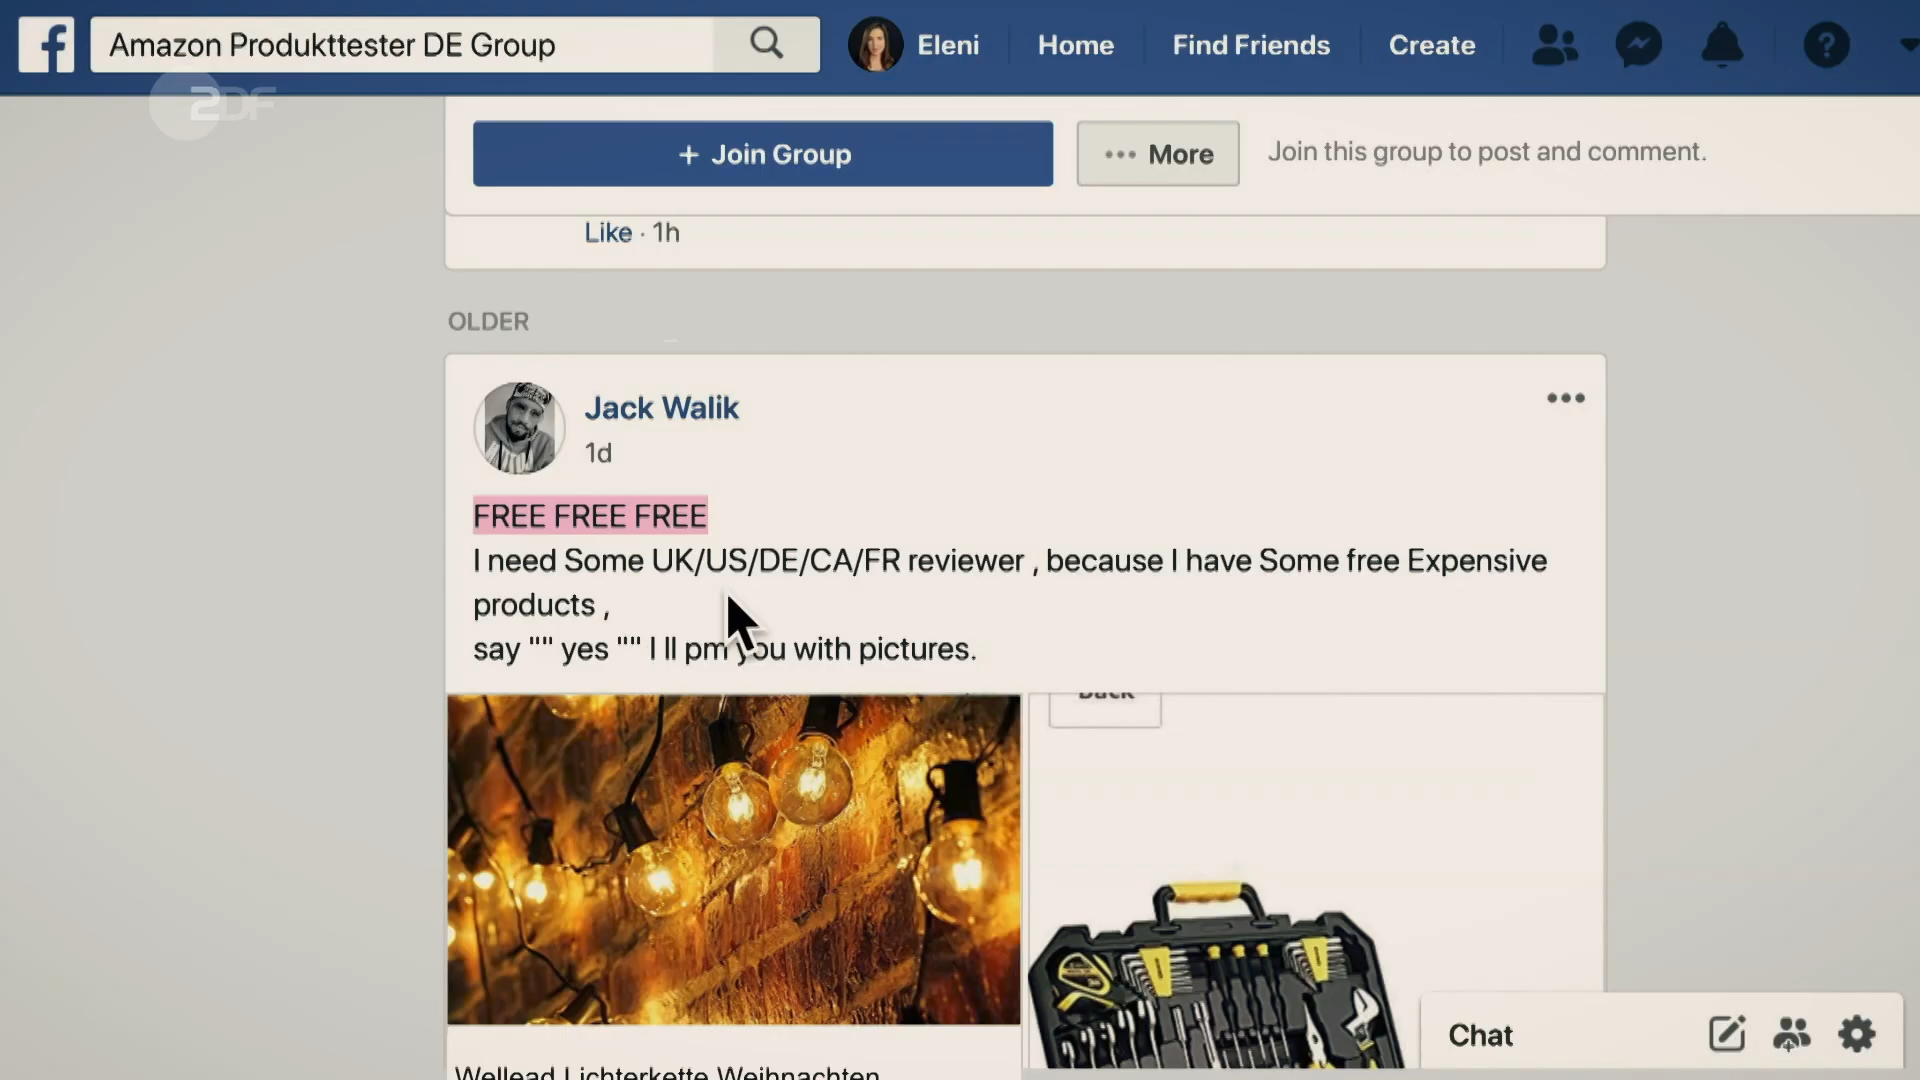 f
Amazon Produkttester DE Group
Eleni
Home
Find Friends
Create
ZDF
+ Join Group
More
Join this group to post and comment.
Like · 1h
OLDER
Jack Walik
1d
FREE FREE FREE
I need Some UK/US/DE/CA/FR reviewer , because I have Some free Expensive
products ,
say "" yes "" I ll pm you with pictures.
Back
Wellead Lichterkette Weihnachten
Chat